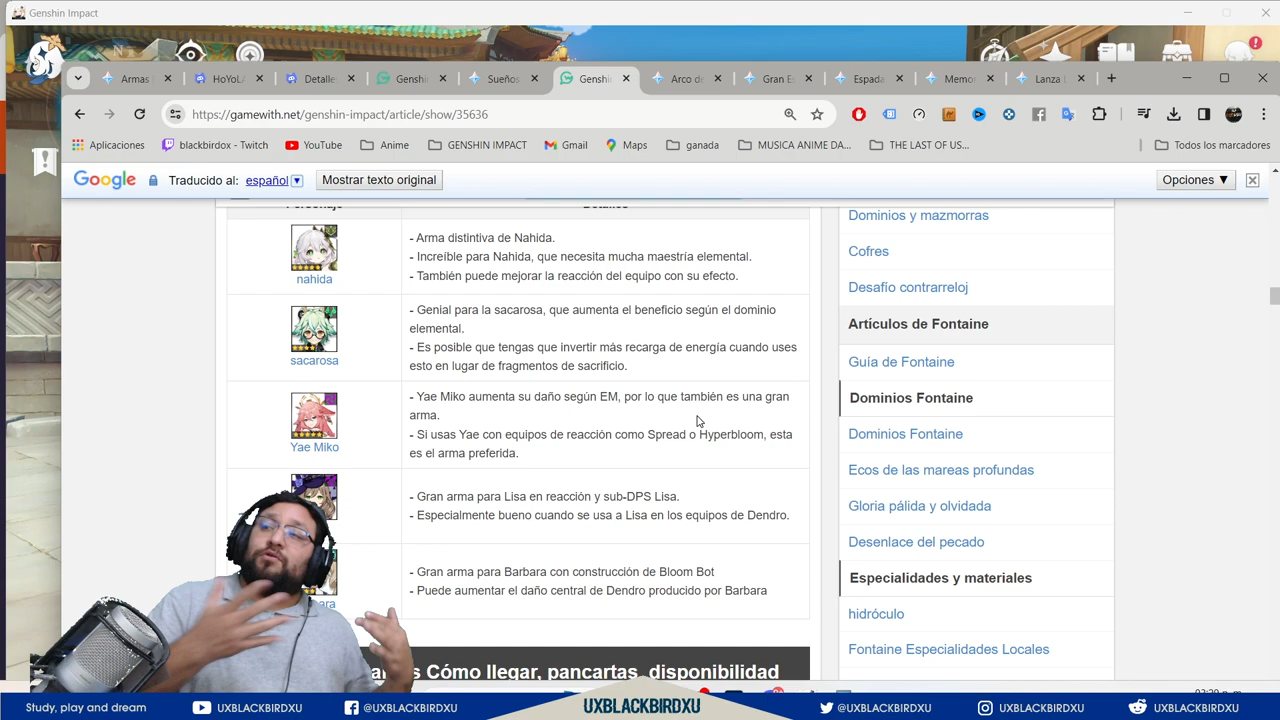 Genshin Impact
Armas
HoYoL
Detalle
Genshin
Sueños
Genshin
Arco de
Gran Es
Espada
Memor
Lanza L
https://gamewith.net/genshin-impact/article/show/35636
Aplicaciones
blackbirdox - Twitch
YouTube
Anime
GENSHIN IMPACT
Gmail
Maps
ganada
MUSICA ANIME DA...
THE LAST OF US...
Todos los marcadores
Google
Traducido al: español
Mostrar texto original
Opciones ▼
- Arma distintiva de Nahida.
- Increíble para Nahida, que necesita mucha maestría elemental.
- También puede mejorar la reacción del equipo con su efecto.
nahida
- Genial para la sacarosa, que aumenta el beneficio según el dominio
elemental.
- Es posible que tengas que invertir más recarga de energía cuando uses
esto en lugar de fragmentos de sacrificio.
sacarosa
- Yae Miko aumenta su daño según EM, por lo que también es una gran
arma.
- Si usas Yae con equipos de reacción como Spread o Hyperbloom, esta
es el arma preferida.
Yae Miko
- Gran arma para Lisa en reacción y sub-DPS Lisa.
- Especialmente bueno cuando se usa a Lisa en los equipos de Dendro.
- Gran arma para Barbara con construcción de Bloom Bot
- Puede aumentar el daño central de Dendro producido por Barbara
Cómo llegar, pancartas, disponibilidad
Dominios y mazmorras
Cofres
Desafío contrarreloj
Artículos de Fontaine
Guía de Fontaine
Dominios Fontaine
Dominios Fontaine
Ecos de las mareas profundas
Gloria pálida y olvidada
Desenlace del pecado
Especialidades y materiales
hidróculo
Fontaine Especialidades Locales
Study, play and dream
UXBLACKBIRDXU
@UXBLACKBIRDXU
UXBLACKBIRDXU
@UXBLACKBIRDXU
UXBLACKBIRDXU
UXBLACKBIRDXU